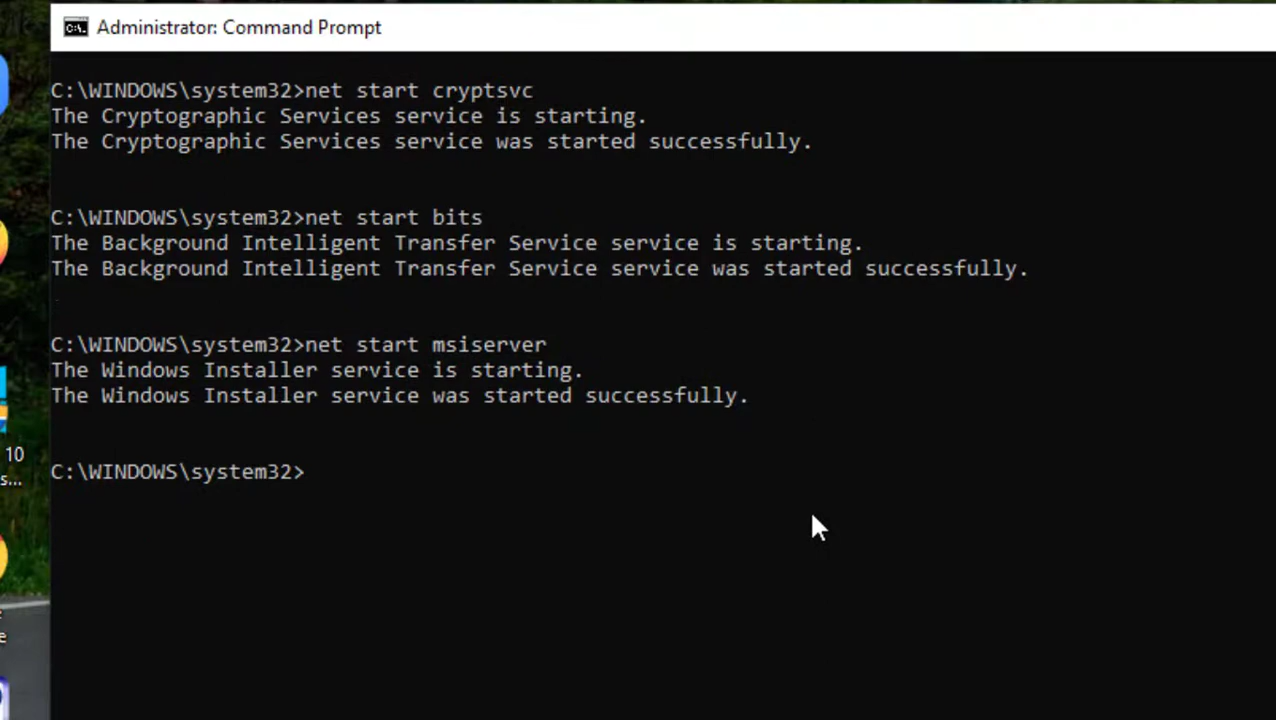 Administrator: Command Prompt
C:\WINDOWS\system32>net start cryptsvc
The Cryptographic Services service is starting.
The Cryptographic Services service was started successfully.
C:\WINDOWS\system32>net start bits
The Background Intelligent Transfer Service service is starting.
The Background Intelligent Transfer Service service was started successfully.
C:\WINDOWS\system32>net start msiserver
The Windows Installer service is starting.
The Windows Installer service was started successfully.
C:\WINDOWS\system32>
10
s...
e